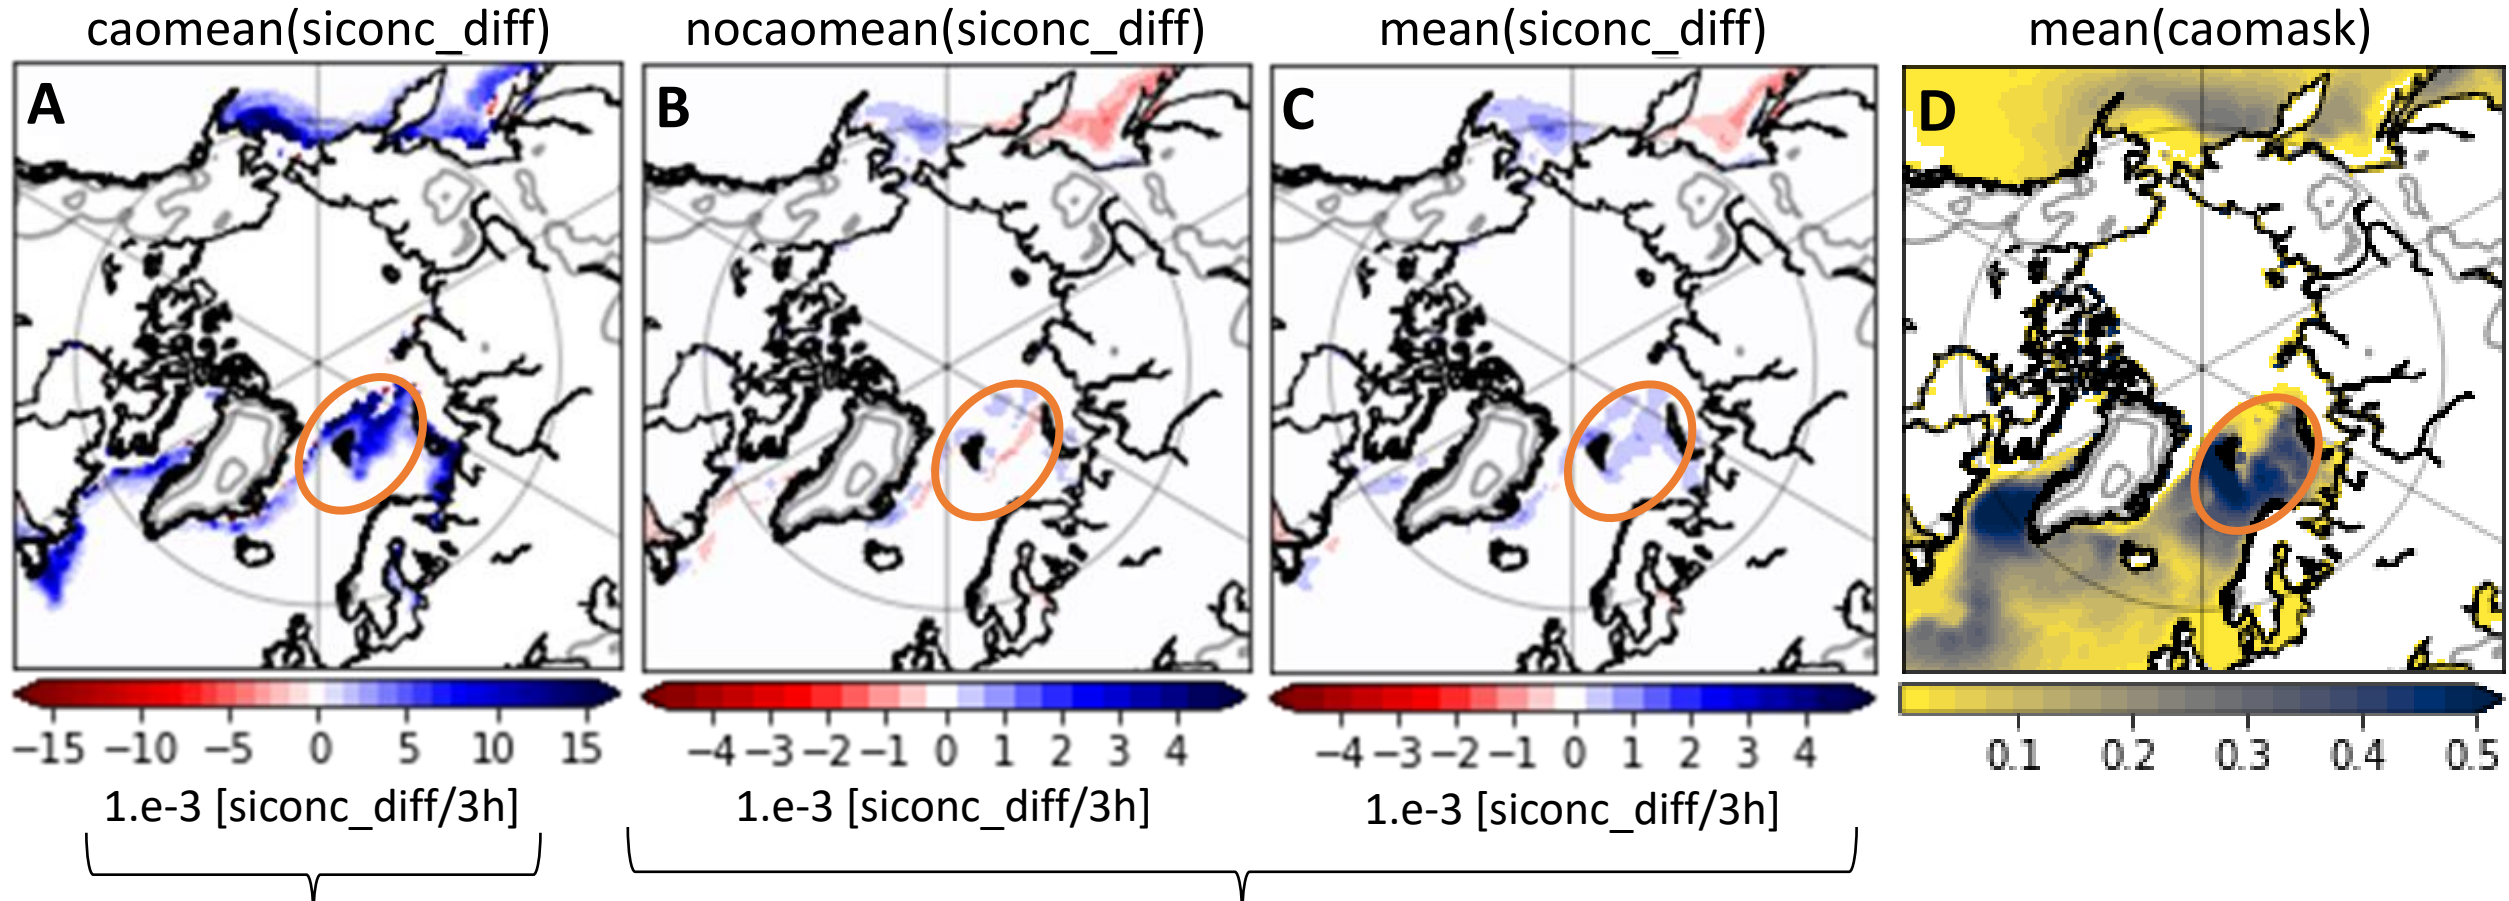 caomean(siconc_diff)
nocaomean(siconc_diff)
mean(siconc_diff)
mean(caomask)
A
B
C
D
−15 −10 −5 0 5 10 15
−4 −3 −2 −1 0 1 2 3 4
−4 −3 −2 −1 0 1 2 3 4
0.1 0.2 0.3 0.4 0.5
1.e-3 [siconc_diff/3h]
1.e-3 [siconc_diff/3h]
1.e-3 [siconc_diff/3h]